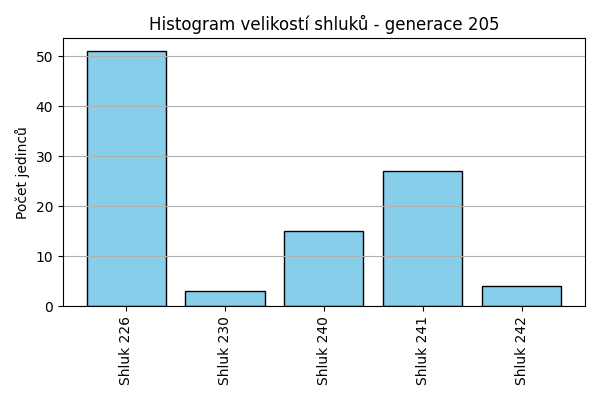 Histogram velikostí shluků - generace 205
Počet jedinců
50
40
30
20
10
0
Shluk 226
Shluk 230
Shluk 240
Shluk 241
Shluk 242